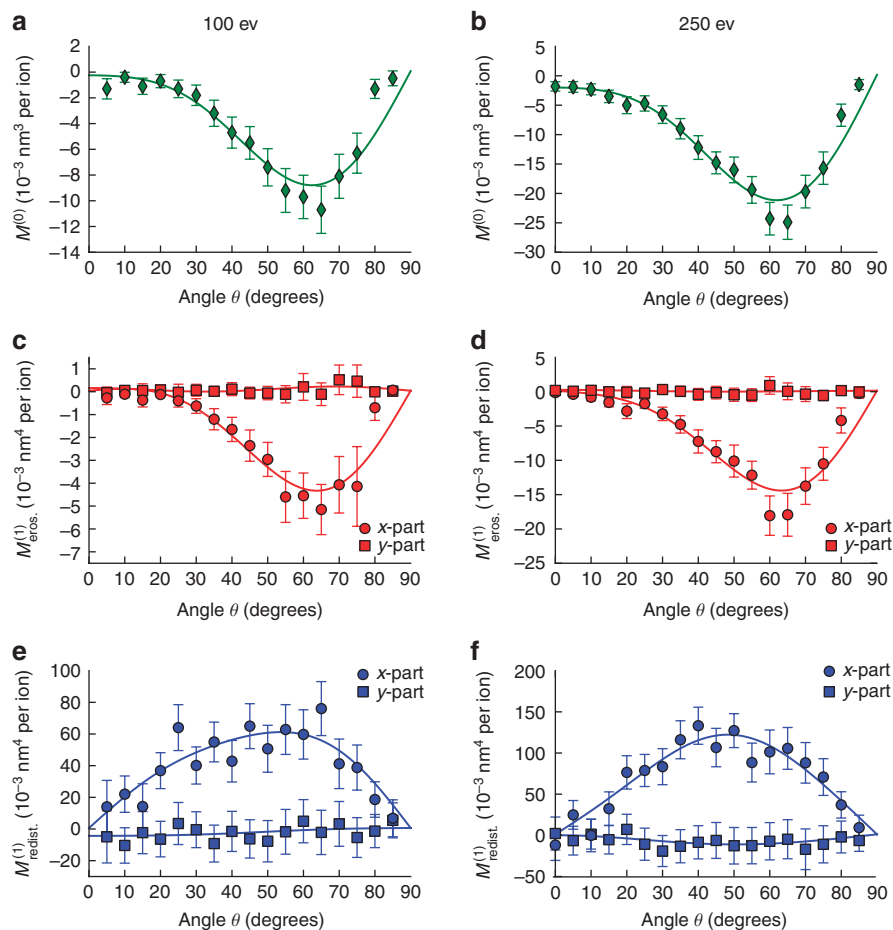 a
100 ev
b
250 ev
2
0
−2
−4
−6
−8
−10
−12
−14
M(0) (10−3 nm3 per ion)
0 10 20 30 40 50 60 70 80 90
Angle θ (degrees)
5
0
−5
−10
−15
−20
−25
−30
M(0) (10−3 nm3 per ion)
0 10 20 30 40 50 60 70 80 90
Angle θ (degrees)
c
1
0
−1
−2
−3
−4
−5
−6
−7
M(1)eros. (10−3 nm4 per ion)
x-part
y-part
0 10 20 30 40 50 60 70 80 90
Angle θ (degrees)
d
5
0
−5
−10
−15
−20
−25
M(1)eros. (10−3 nm4 per ion)
x-part
y-part
0 10 20 30 40 50 60 70 80 90
Angle θ (degrees)
e
100
80
60
40
20
0
−20
M(1)redist. (10−3 nm4 per ion)
x-part
y-part
0 10 20 30 40 50 60 70 80 90
Angle θ (degrees)
f
200
150
100
50
0
−50
M(1)redist. (10−3 nm4 per ion)
x-part
y-part
0 10 20 30 40 50 60 70 80 90
Angle θ (degrees)